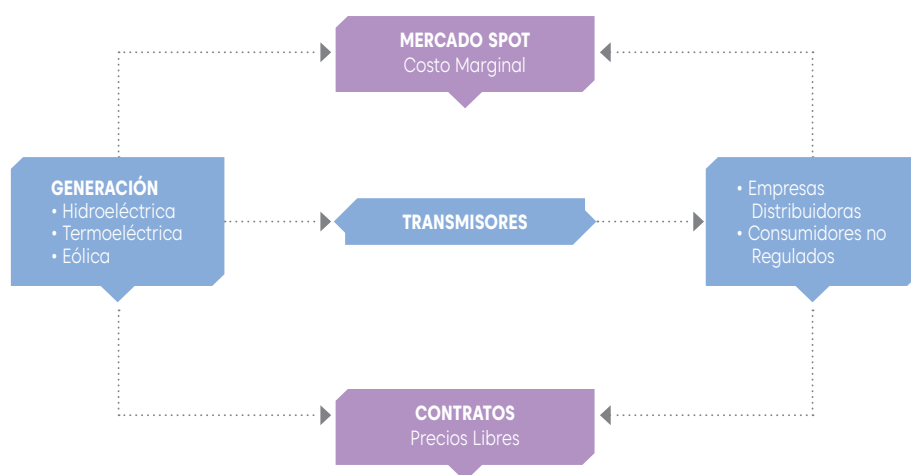 MERCADO SPOT
Costo Marginal
GENERACIÓN
• Hidroeléctrica
• Termoeléctrica
• Eólica
TRANSMISORES
• Empresas
Distribuidoras
• Consumidores no
Regulados
CONTRATOS
Precios Libres